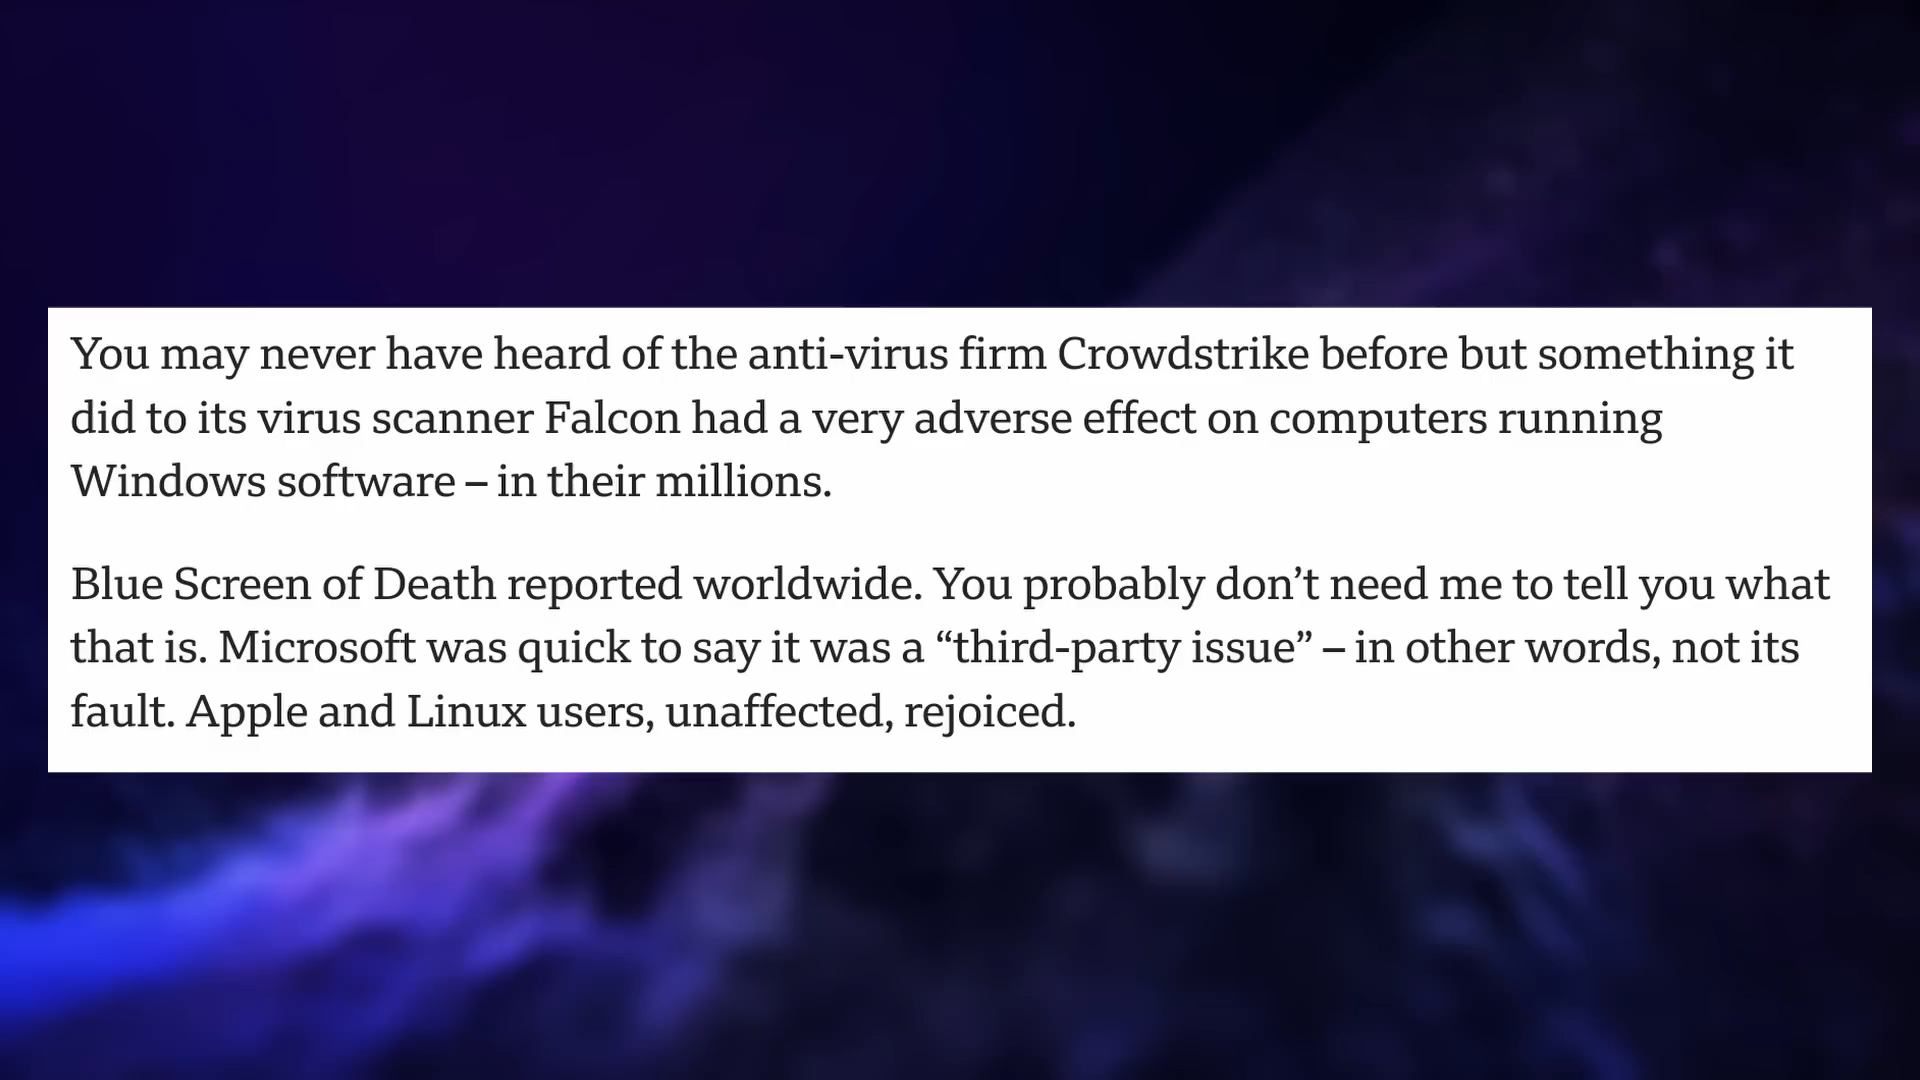 You may never have heard of the anti-virus firm Crowdstrike before but something it
did to its virus scanner Falcon had a very adverse effect on computers running
Windows software – in their millions.
Blue Screen of Death reported worldwide. You probably don’t need me to tell you what
that is. Microsoft was quick to say it was a “third-party issue” – in other words, not its
fault. Apple and Linux users, unaffected, rejoiced.